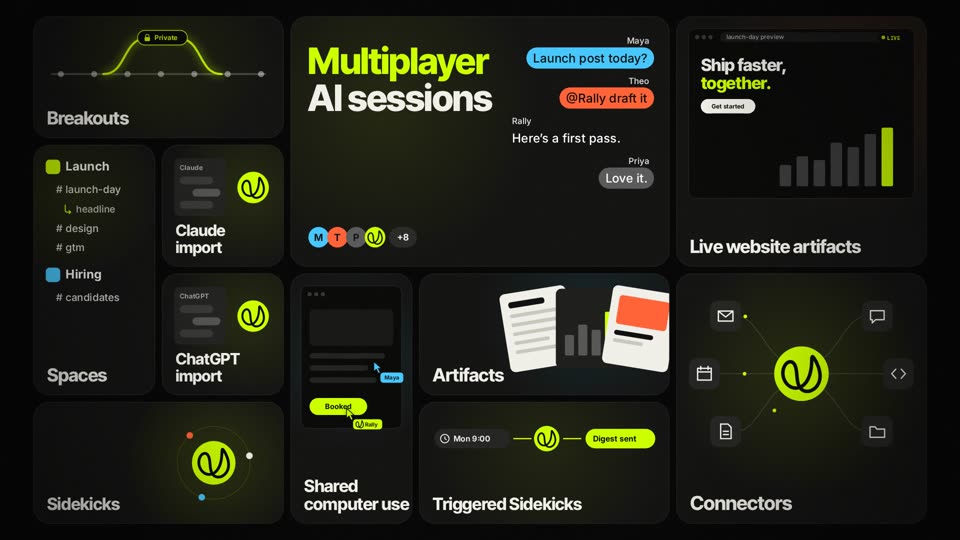 Private
Breakouts
Launch
# launch-day
headline
# design
# gtm
Hiring
# candidates
Spaces
Claude
Claude
import
ChatGPT
ChatGPT
import
Sidekicks
Multiplayer
AI sessions
Maya
Launch post today?
Theo
@Rally draft it
Rally
Here's a first pass.
Priya
Love it.
M
T
P
+8
Maya
Booked
Rally
Shared
computer use
Artifacts
Mon 9:00
Digest sent
Triggered Sidekicks
launch-day preview
LIVE
Ship faster,
together.
Get started
Live website artifacts
Connectors